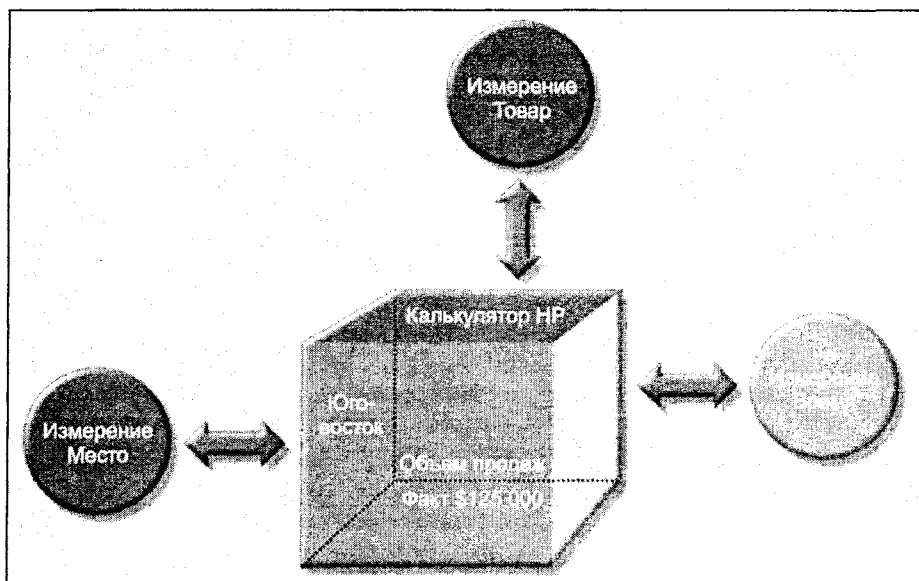 Измерение
Товар
Калькулятор HP
Юго-
восток
Измерение
Место
Объем продаж
Факт $125,000